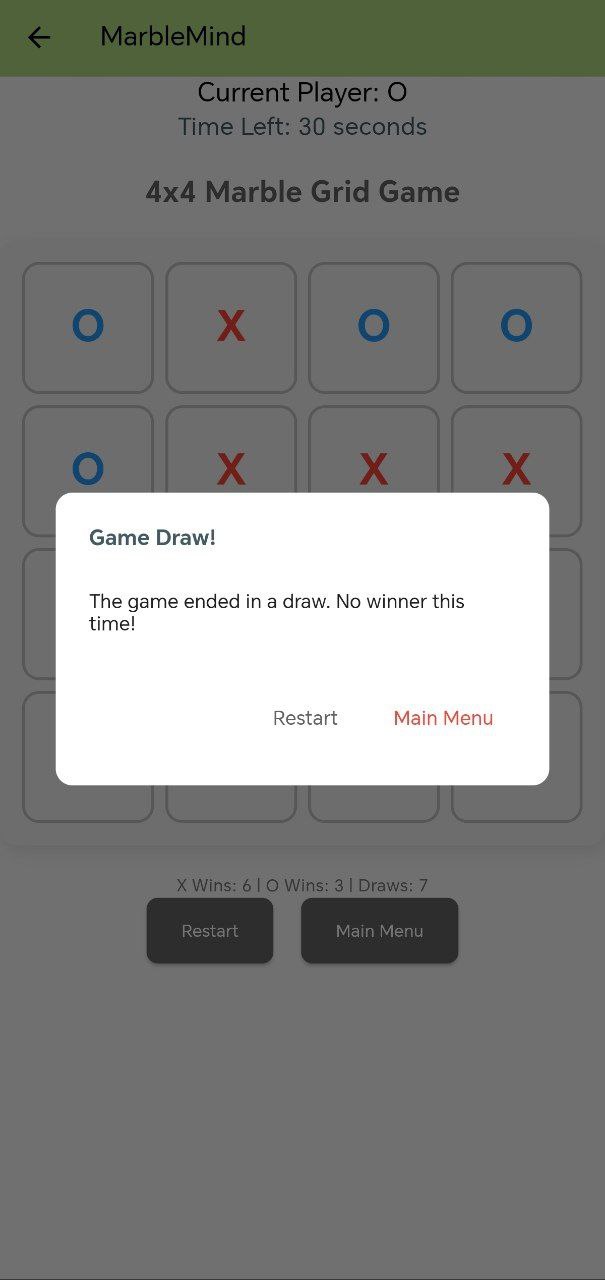 MarbleMind
Current Player: O
Time Left: 30 seconds
4x4 Marble Grid Game
O X O O
O X X X
Game Draw!
The game ended in a draw. No winner this
time!
Restart Main Menu
X Wins: 6 | O Wins: 3 | Draws: 7
Restart Main Menu